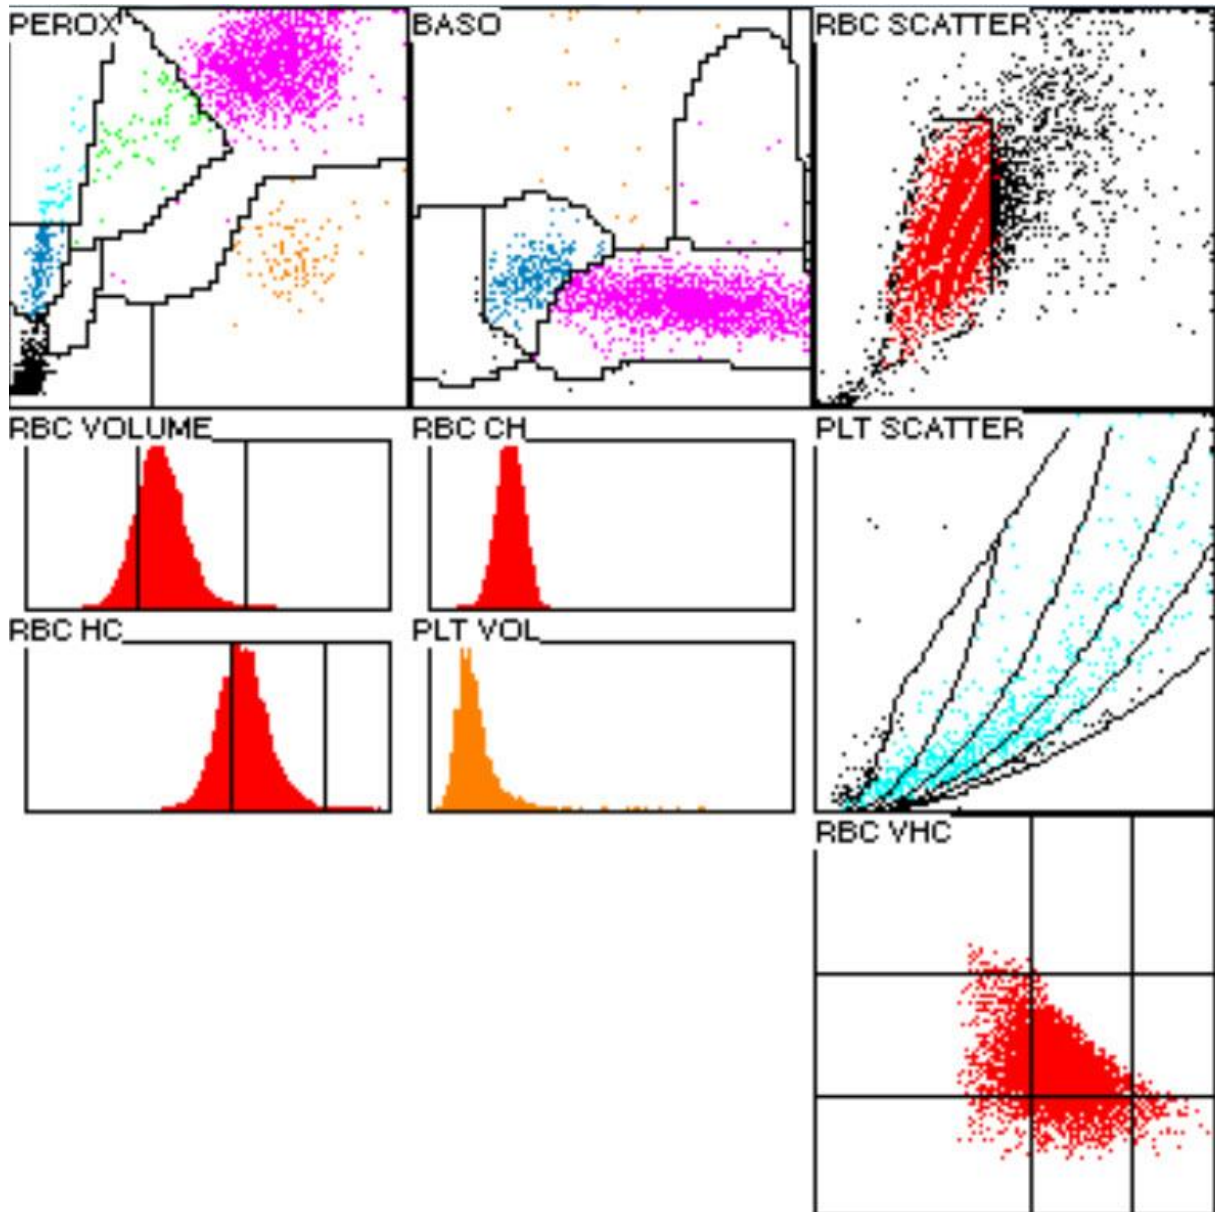 PEROX
BASO
RBC SCATTER
RBC VOLUME
RBC CH
PLT SCATTER
RBC HC
PLT VOL
RBC VHC